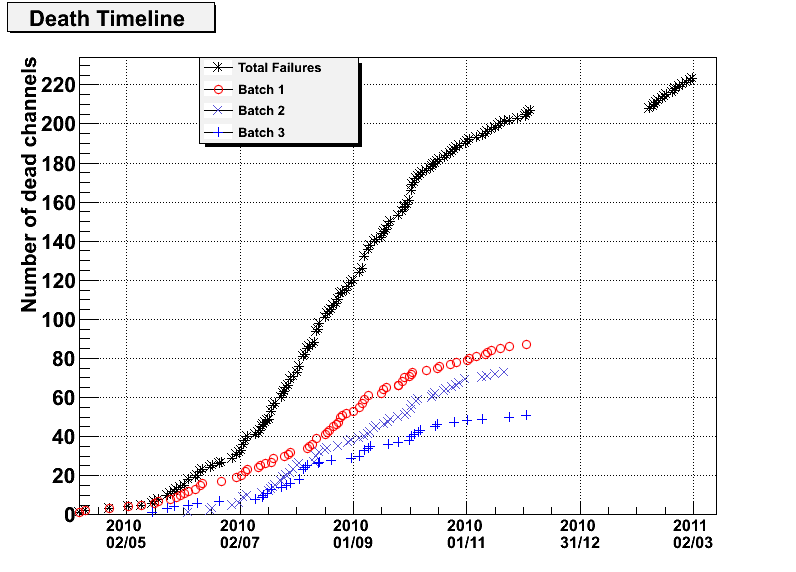 Death Timeline
Number of dead channels
Total Failures
Batch 1
Batch 2
Batch 3
220
200
180
160
140
120
100
80
60
40
20
0
2010 2010 2010 2010 2010 2011
02/05 02/07 01/09 01/11 31/12 02/03